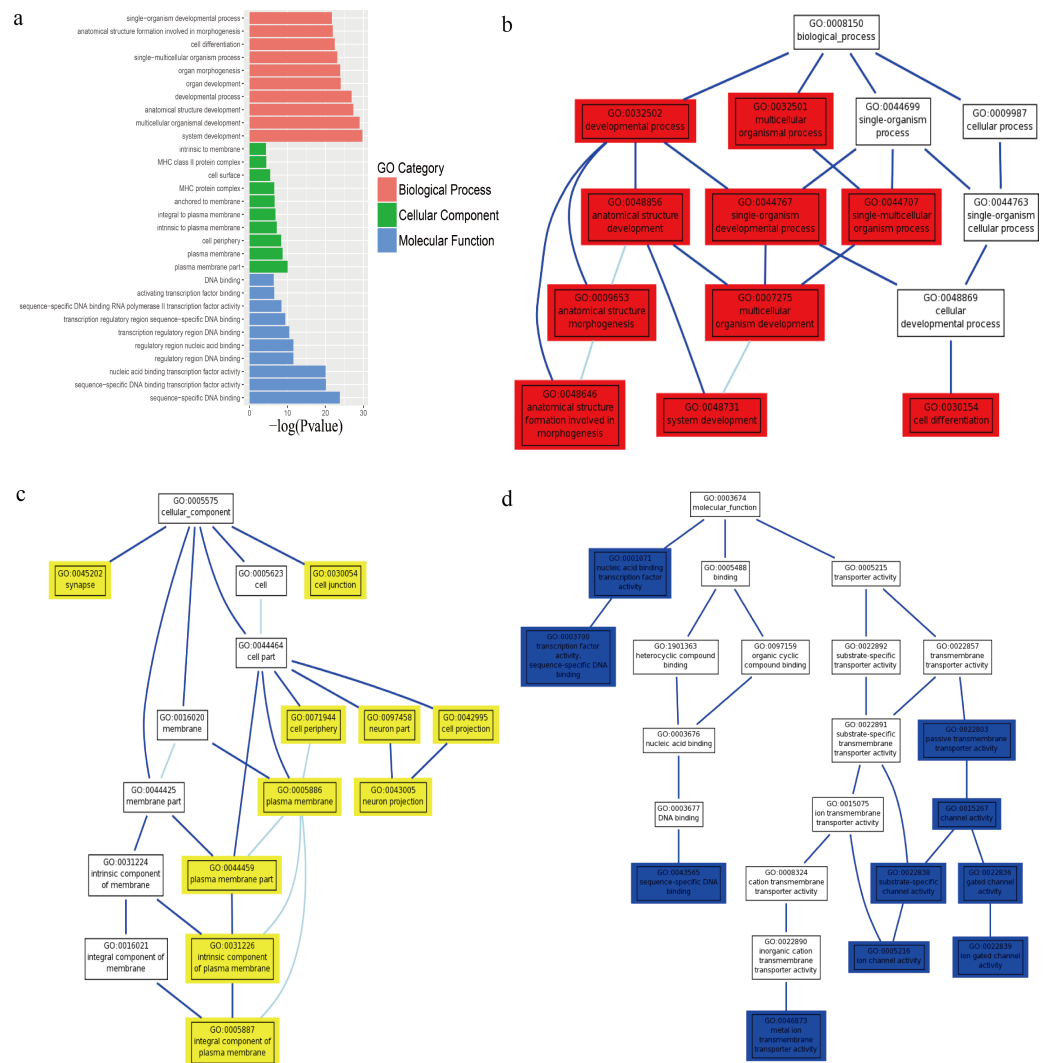 a
single-organism developmental process
anatomical structure formation involved in morphogenesis
cell differentiation
single-multicellular organism process
organ morphogenesis
organ development
developmental process
anatomical structure development
multicellular organismal development
system development
intrinsic to membrane
MHC class II protein complex
cell surface
MHC protein complex
anchored to membrane
integral to plasma membrane
intrinsic to plasma membrane
cell periphery
plasma membrane
plasma membrane part
DNA binding
activating transcription factor binding
sequence-specific DNA binding RNA polymerase II transcription factor activity
transcription regulatory region sequence-specific DNA binding
transcription regulatory region DNA binding
regulatory region nucleic acid binding
regulatory region DNA binding
nucleic acid binding transcription factor activity
sequence-specific DNA binding transcription factor activity
sequence-specific DNA binding
0 10 20 30
−log(Pvalue)
GO Category
Biological Process
Cellular Component
Molecular Function
b
GO:0008150
biological_process
GO:0032502
developmental process
GO:0032501
multicellular
organismal process
GO:0044699
single-organism
process
GO:0009987
cellular process
GO:0048856
anatomical structure
development
GO:0044767
single-organism
developmental process
GO:0044707
single-multicellular
organism process
GO:0044763
single-organism
cellular process
GO:0009653
anatomical structure
morphogenesis
GO:0007275
multicellular
organism development
GO:0048869
cellular
developmental process
GO:0048646
anatomical structure
formation involved in
morphogenesis
GO:0048731
system development
GO:0030154
cell differentiation
c
GO:0005575
cellular_component
GO:0045202
synapse
GO:0005623
cell
GO:0030054
cell junction
GO:0044464
cell part
GO:0016020
membrane
GO:0071944
cell periphery
GO:0097458
neuron part
GO:0042995
cell projection
GO:0044425
membrane part
GO:0005886
plasma membrane
GO:0043005
neuron projection
GO:0031224
intrinsic component
of membrane
GO:0044459
plasma membrane part
GO:0016021
integral component of
membrane
GO:0031226
intrinsic component
of plasma membrane
GO:0005887
integral component of
plasma membrane
d
GO:0003674
molecular_function
GO:0001071
nucleic acid binding
transcription factor
activity
GO:0005488
binding
GO:0005215
transporter activity
GO:0003700
transcription factor
activity,
sequence-specific DNA
binding
GO:1901363
heterocyclic compound
binding
GO:0097159
organic cyclic
compound binding
GO:0022892
substrate-specific
transporter activity
GO:0022857
transmembrane
transporter activity
GO:0003676
nucleic acid binding
GO:0022891
substrate-specific
transmembrane
transporter activity
GO:0022803
passive transmembrane
transporter activity
GO:0003677
DNA binding
GO:0015075
ion transmembrane
transporter activity
GO:0015267
channel activity
GO:0043565
sequence-specific DNA
binding
GO:0008324
cation transmembrane
transporter activity
GO:0022838
substrate-specific
channel activity
GO:0022836
gated channel
activity
GO:0022890
inorganic cation
transmembrane
transporter activity
GO:0005216
ion channel activity
GO:0022839
ion gated channel
activity
GO:0046873
metal ion
transmembrane
transporter activity